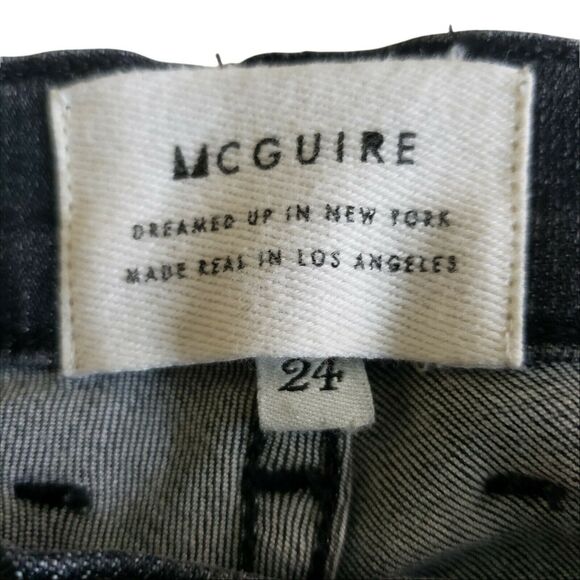 MCGUIRE
DREAMED UP IN NEW YORK
MADE REAL IN LOS ANGELES
24